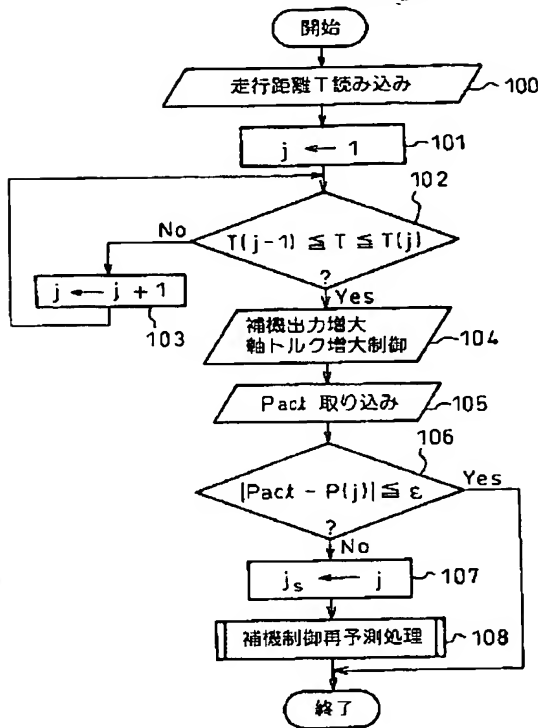 開始
走行距離T読み込み
100
j ← 1
101
102
T(j-1) ≦ T ≦ T(j)
?
No
Yes
j ← j + 1
103
補機出力増大
軸トルク増大制御
104
Pact 取り込み
105
106
|Pact - P(j)| ≦ ε
?
Yes
No
js ← j
107
補機制御再予測処理
108
終了